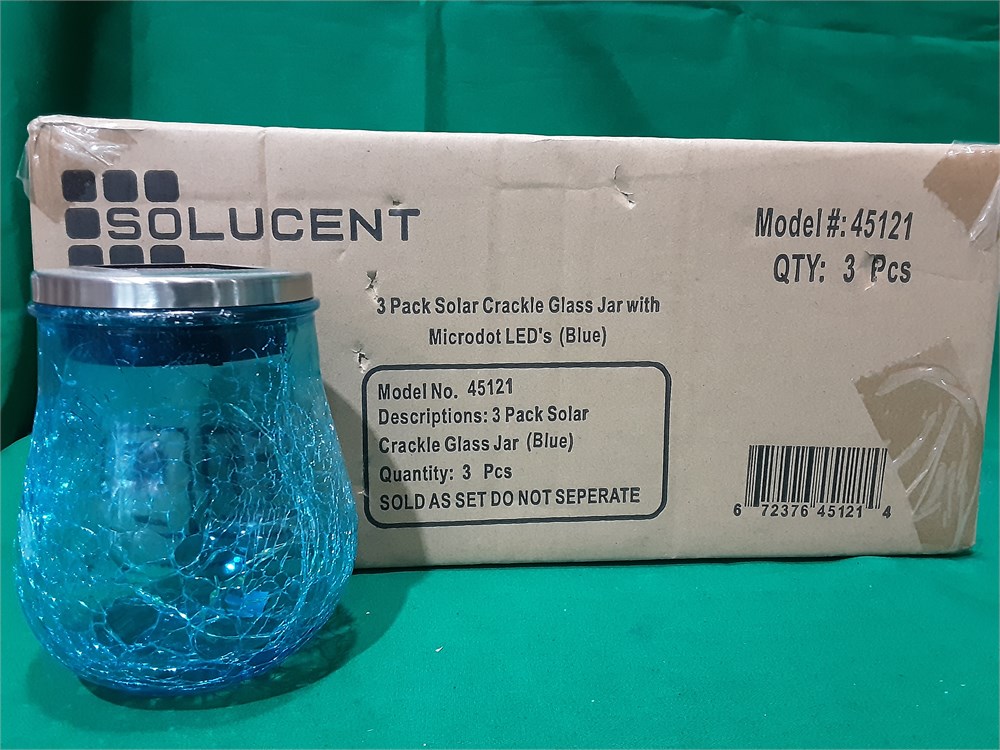 SOLUCENT
Model #: 45121
QTY: 3 Pcs
3 Pack Solar Crackle Glass Jar with
Microdot LED's (Blue)
Model No. 45121
Descriptions: 3 Pack Solar
Crackle Glass Jar (Blue)
Quantity: 3 Pcs
SOLD AS SET DO NOT SEPERATE
6 72376 45121 4